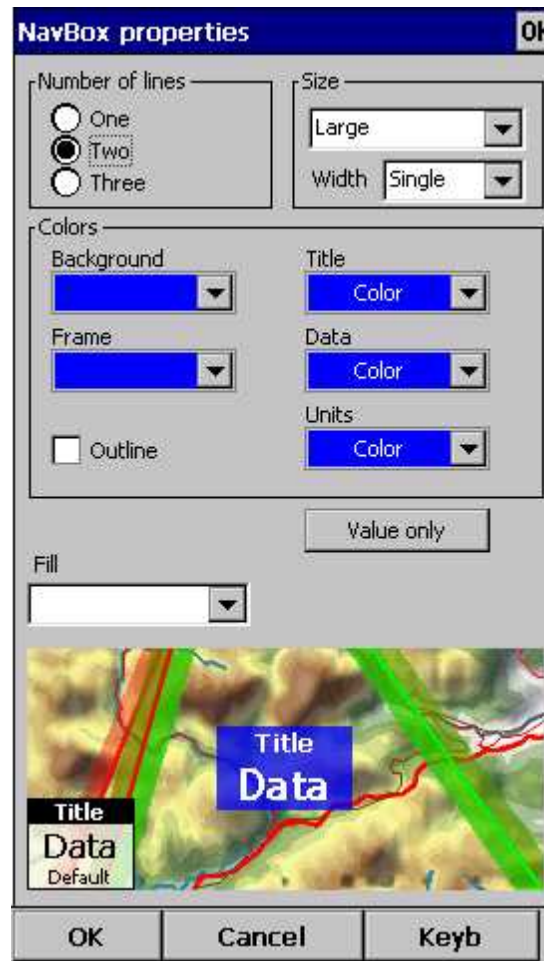 NavBox properties
OK
Number of lines
One
Two
Three
Size
Large
Width Single
Colors
Background
Title
Color
Frame
Data
Color
Outline
Units
Color
Value only
Fill
Title
Data
Title
Data
Default
OK Cancel Keyb